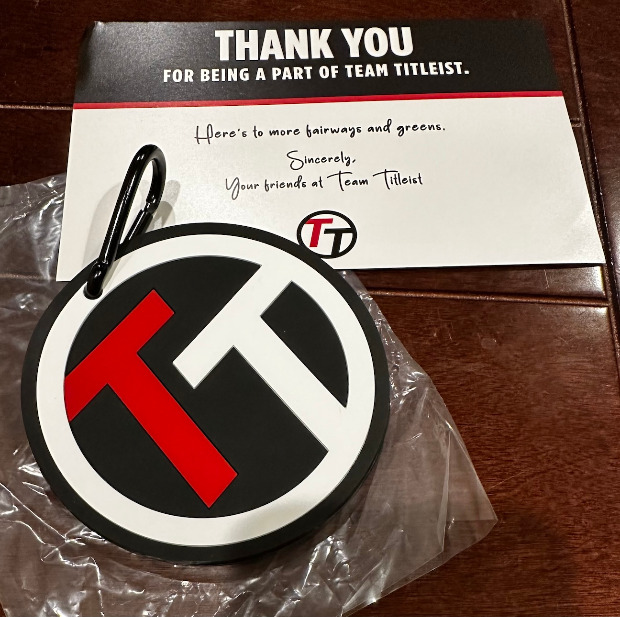 THANK YOU
FOR BEING A PART OF TEAM TITLEIST.
Here's to more fairways and greens.
Sincerely,
Your friends at Team Titleist
TT
TT